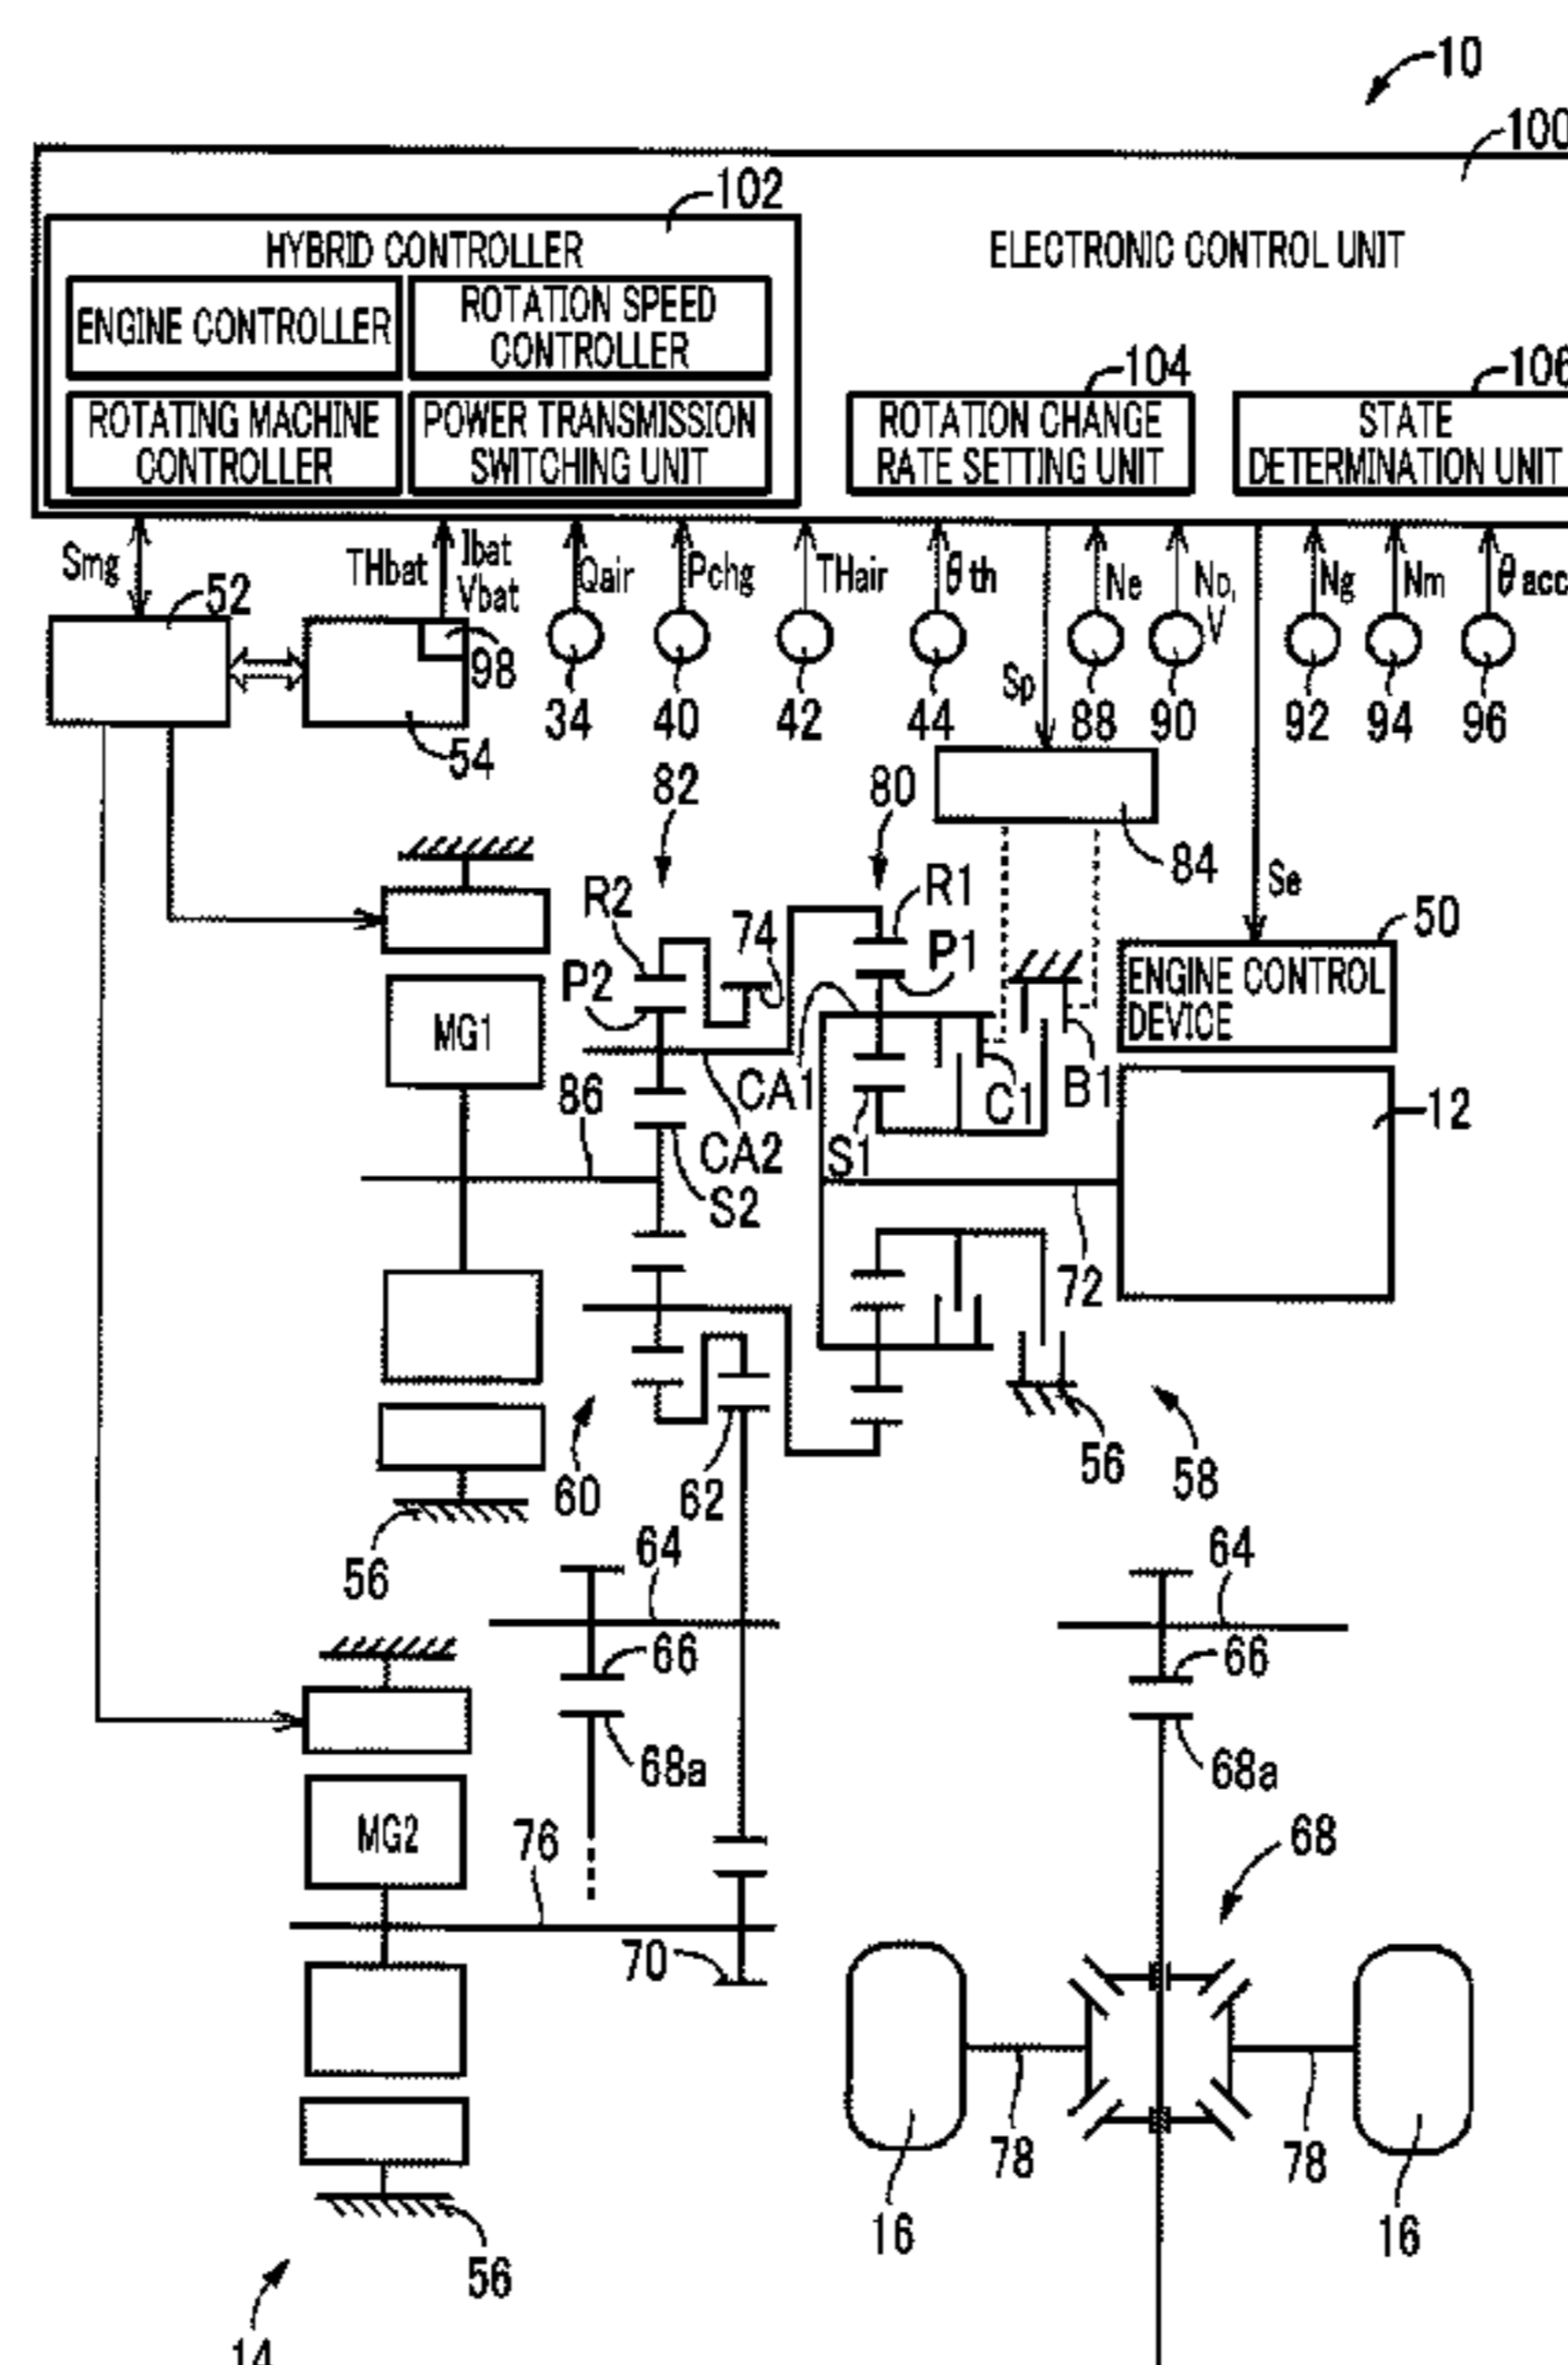 10
100
102
HYBRID CONTROLLER
ELECTRONIC CONTROL UNIT
ENGINE CONTROLLER
ROTATION SPEED
CONTROLLER
104
106
ROTATING MACHINE
CONTROLLER
POWER TRANSMISSION
SWITCHING UNIT
ROTATION CHANGE
RATE SETTING UNIT
STATE
DETERMINATION UNIT
Smg
THbat
Ibat
Vbat
Qair
Pchg
THair
θth
Ne
No,
V
Ng
Nm
θacc
52
98
54
34
40
42
44
Sp
88
90
92
94
96
82
80
84
Se
R2
74
R1
50
P2
P1
ENGINE CONTROL
DEVICE
MG1
86
CA1
C1
B1
12
CA2
S1
S2
72
60
62
56
58
56
64
64
66
66
68a
68a
MG2
76
68
70
78
78
16
16
56
14